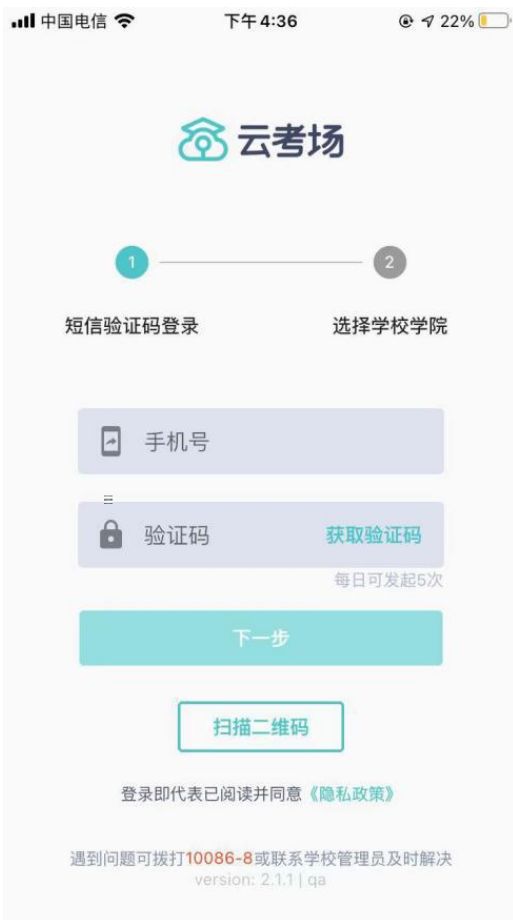 中国电信 下午4:36 22%
云考场
1 2
短信验证码登录 选择学校学院
手机号
验证码 获取验证码
每日可发起5次
下一步
扫描二维码
登录即代表已阅读并同意《隐私政策》
遇到问题可拨打10086-8或联系学校管理员及时解决
version: 2.1.1 | qa